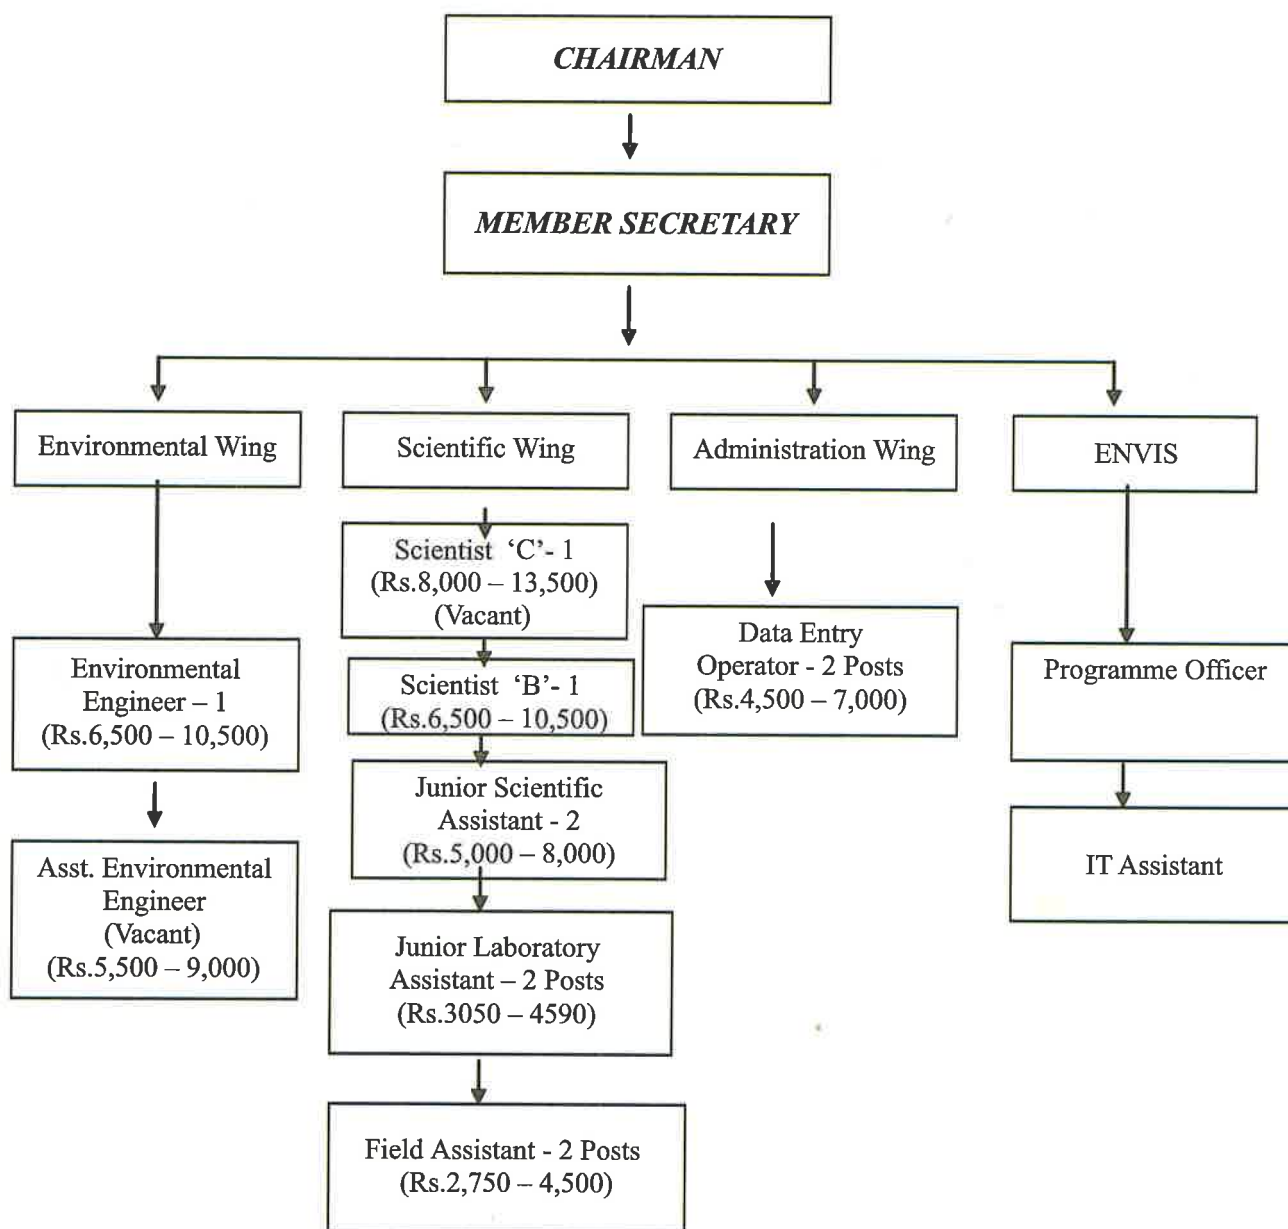 CHAIRMAN
MEMBER SECRETARY
Environmental Wing
Scientific Wing
Administration Wing
ENVIS
Environmental
Engineer – 1
(Rs.6,500 – 10,500)
Asst. Environmental
Engineer
(Vacant)
(Rs.5,500 – 9,000)
Scientist ‘C’- 1
(Rs.8,000 – 13,500)
(Vacant)
Scientist ‘B’- 1
(Rs.6,500 – 10,500)
Junior Scientific
Assistant - 2
(Rs.5,000 – 8,000)
Junior Laboratory
Assistant – 2 Posts
(Rs.3050 – 4590)
Field Assistant - 2 Posts
(Rs.2,750 – 4,500)
Data Entry
Operator - 2 Posts
(Rs.4,500 – 7,000)
Programme Officer
IT Assistant